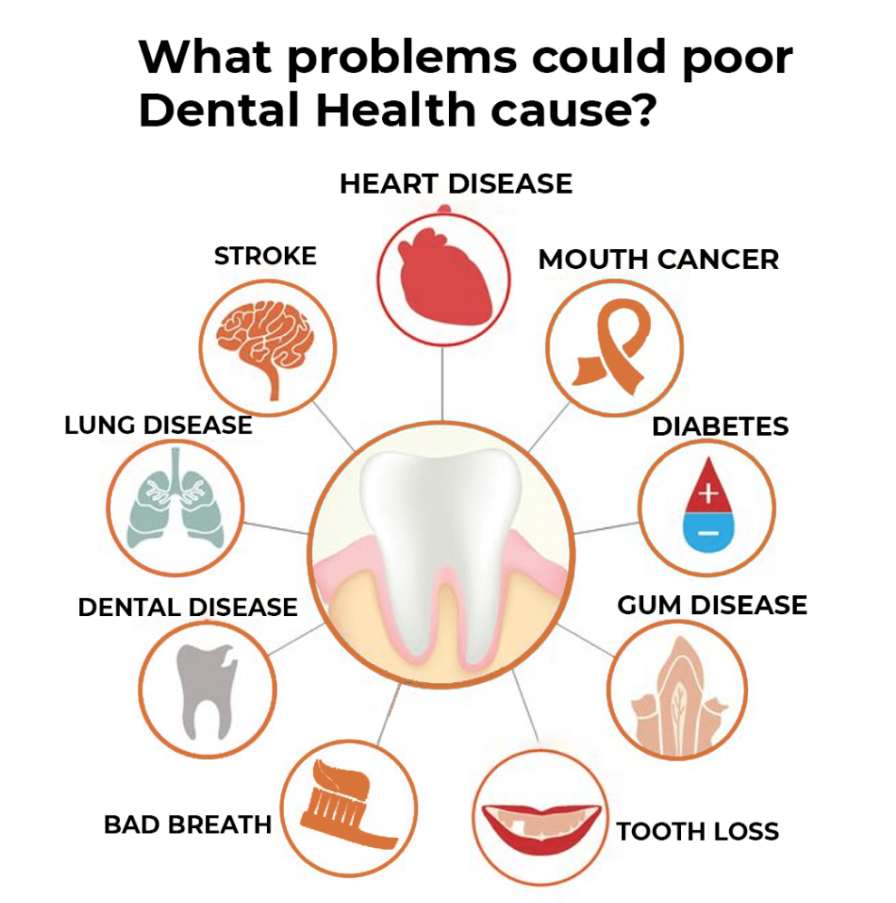 What problems could poor
Dental Health cause?
HEART DISEASE
STROKE
MOUTH CANCER
LUNG DISEASE
DIABETES
DENTAL DISEASE
GUM DISEASE
BAD BREATH
TOOTH LOSS